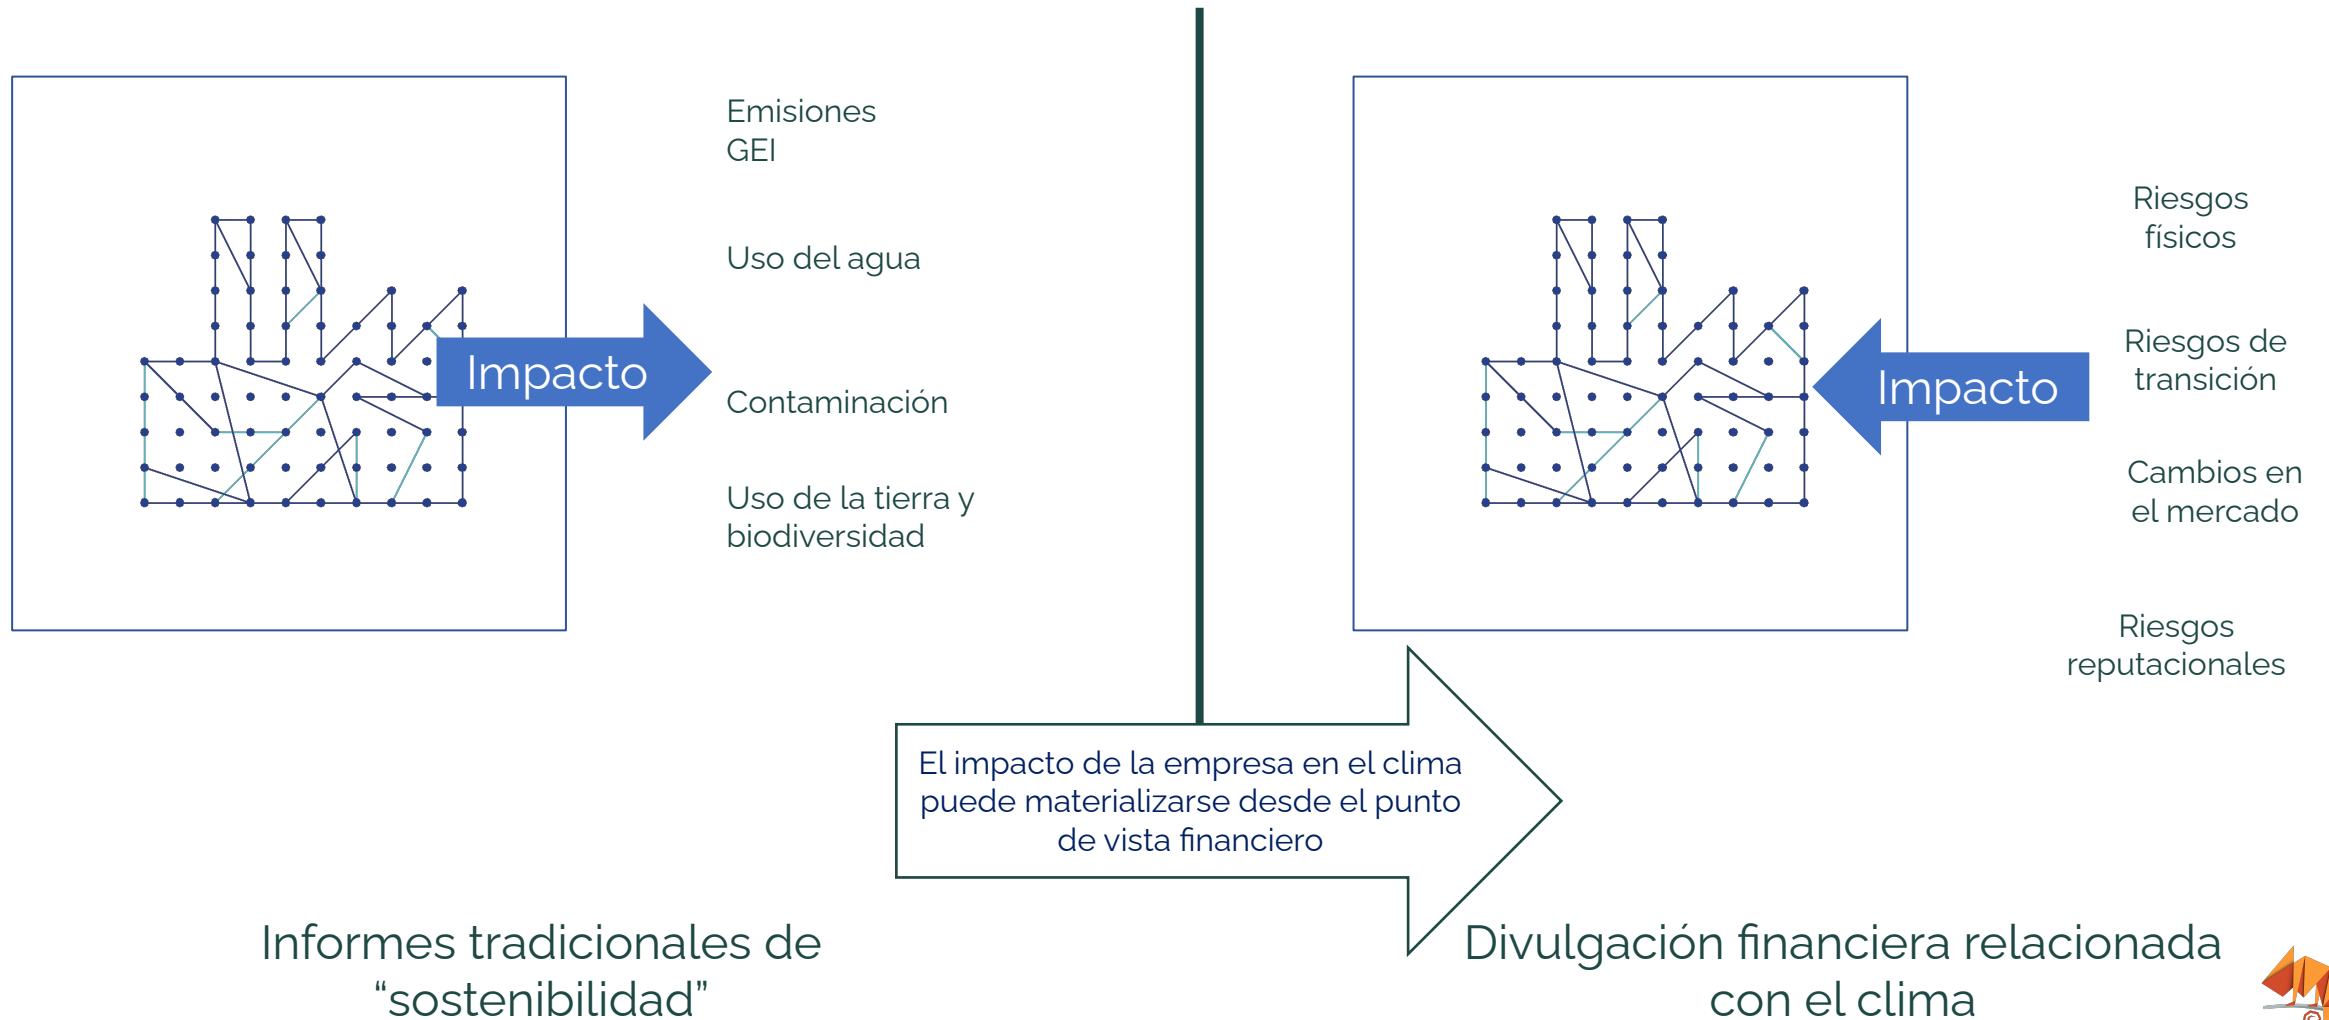 Emisiones
GEI
Uso del agua
Impacto
Contaminación
Uso de la tierra y
biodiversidad
Riesgos
físicos
Riesgos de
transición
Impacto
Cambios en
el mercado
Riesgos
reputacionales
El impacto de la empresa en el clima
puede materializarse desde el punto
de vista financiero
Informes tradicionales de
“sostenibilidad”
Divulgación financiera relacionada
con el clima
©